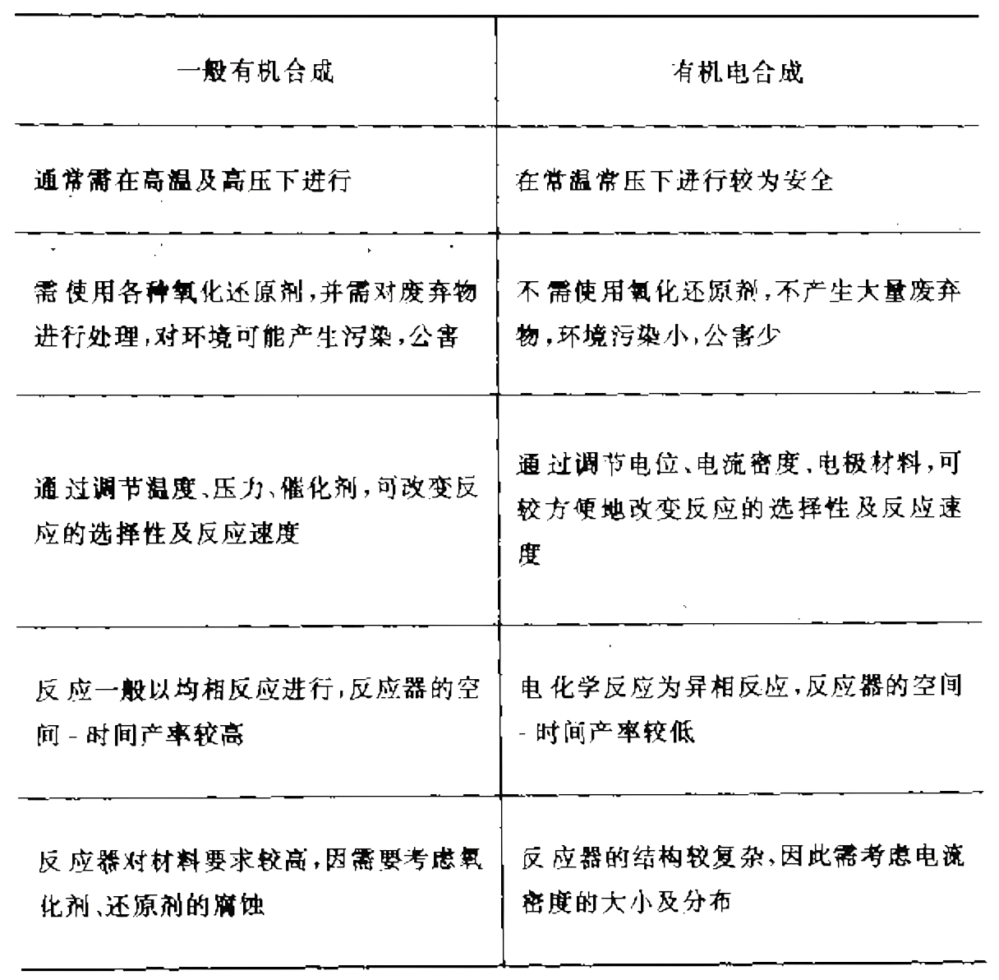 一般有机合成
有机电合成
通常需在高温及高压下进行
在常温常压下进行较为安全
需使用各种氧化还原剂,并需对废弃物
进行处理,对环境可能产生污染,公害
不需使用氧化还原剂,不产生大量废弃
物,环境污染小,公害少
通过调节温度、压力、催化剂,可改变反
应的选择性及反应速度
通过调节电位、电流密度、电极材料,可
较方便地改变反应的选择性及反应速
度
反应一般以均相反应进行,反应器的空
间-时间产率较高
电化学反应为异相反应,反应器的空间
-时间产率较低
反应器对材料要求较高,因需要考虑氧
化剂、还原剂的腐蚀
反应器的结构较复杂,因此需考虑电流
密度的大小及分布